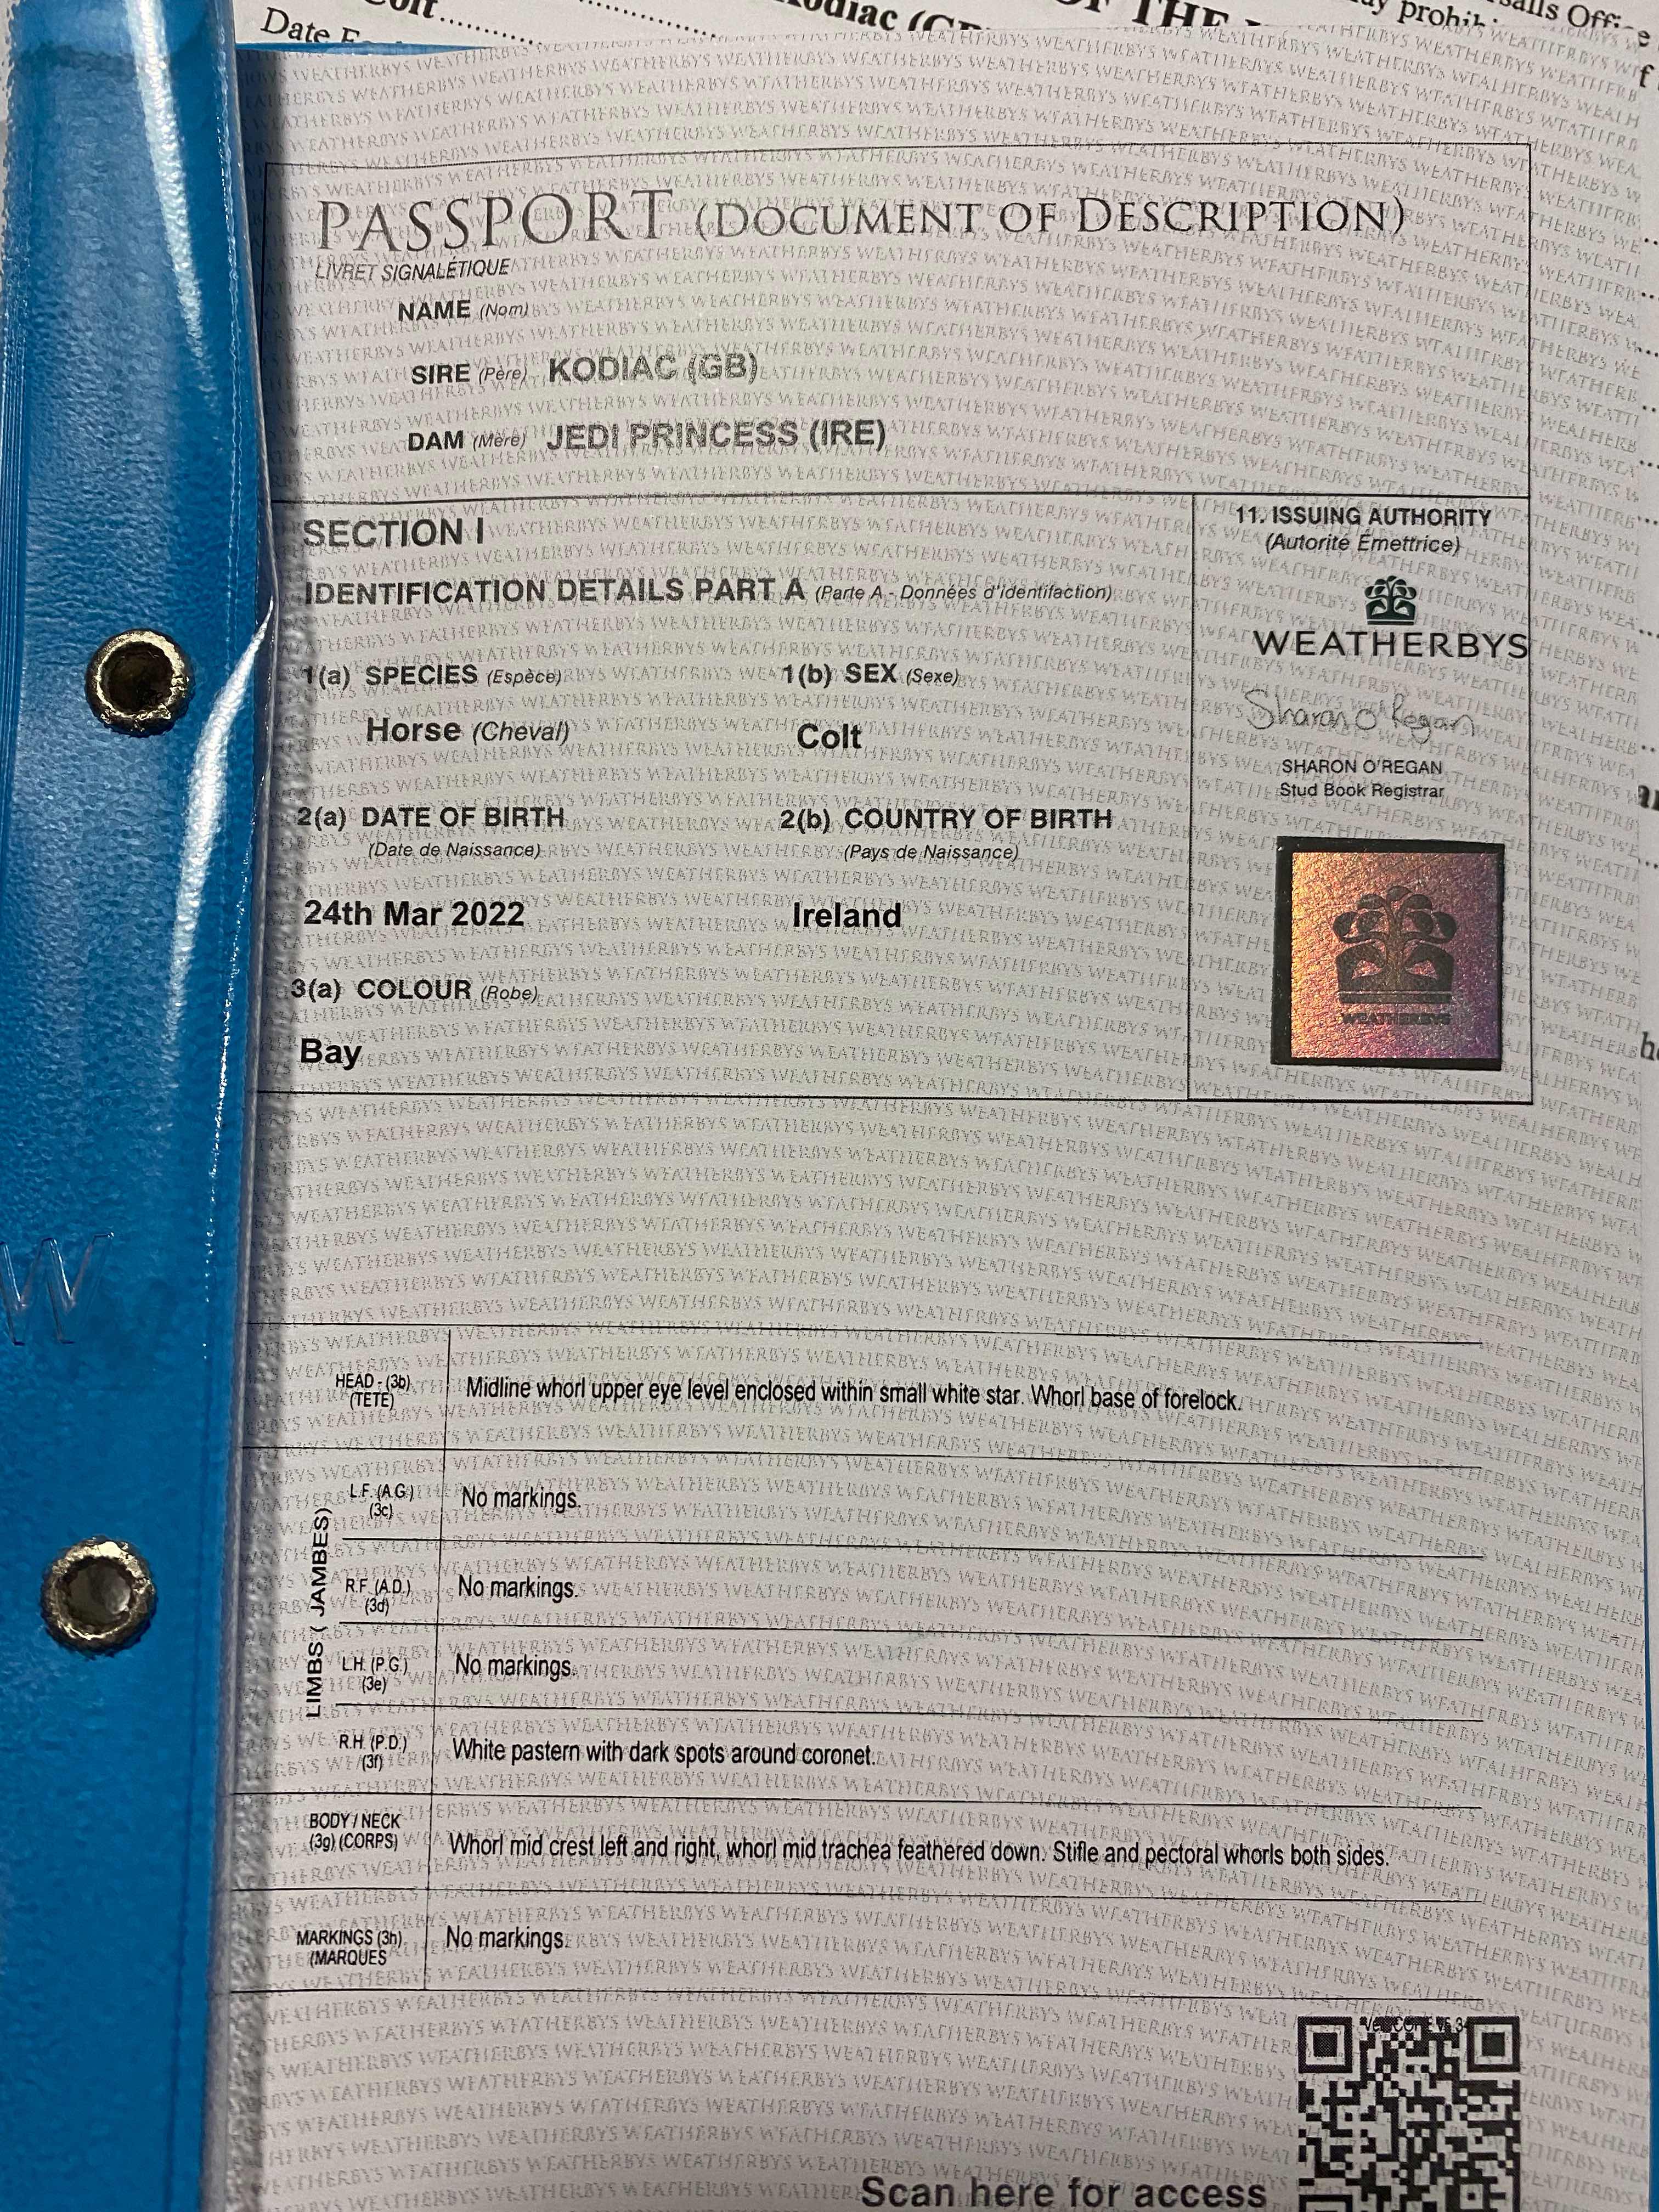 Colt..............
Kodiac (GB
OF THE
Date F
PASSPORT (DOCUMENT OF DESCRIPTION)
LIVRET SIGNALÉTIQUE
NAME (Nom)
SIRE (Père) KODIAC (GB)
DAM (Mère) JEDI PRINCESS (IRE)
SECTION I
IDENTIFICATION DETAILS PART A (Parte A - Données d'identifaction)
1(a) SPECIES (Espèce) 1(b) SEX (Sexe)
Horse (Cheval) Colt
2(a) DATE OF BIRTH 2(b) COUNTRY OF BIRTH
(Date de Naissance) (Pays de Naissance)
24th Mar 2022 Ireland
3(a) COLOUR (Robe)
Bay
11. ISSUING AUTHORITY
(Autorité Émettrice)
WEATHERBYS
Sharon O'Regan
SHARON O'REGAN
Stud Book Registrar
WEATHERBYS
W
HEAD - (3b)
(TETE)
Midline whorl upper eye level enclosed within small white star. Whorl base of forelock.
LIMBS ( JAMBES)
L.F. (A.G.)
(3c)
No markings.
R.F. (A.D.)
(3d)
No markings.
L.H. (P.G.)
(3e)
No markings.
R.H. (P.D.)
(3f)
White pastern with dark spots around coronet.
BODY / NECK
(3g) (CORPS)
Whorl mid crest left and right, whorl mid trachea feathered down. Stifle and pectoral whorls both sides.
MARKINGS (3h)
(MARQUES
No markings.
Scan here for access